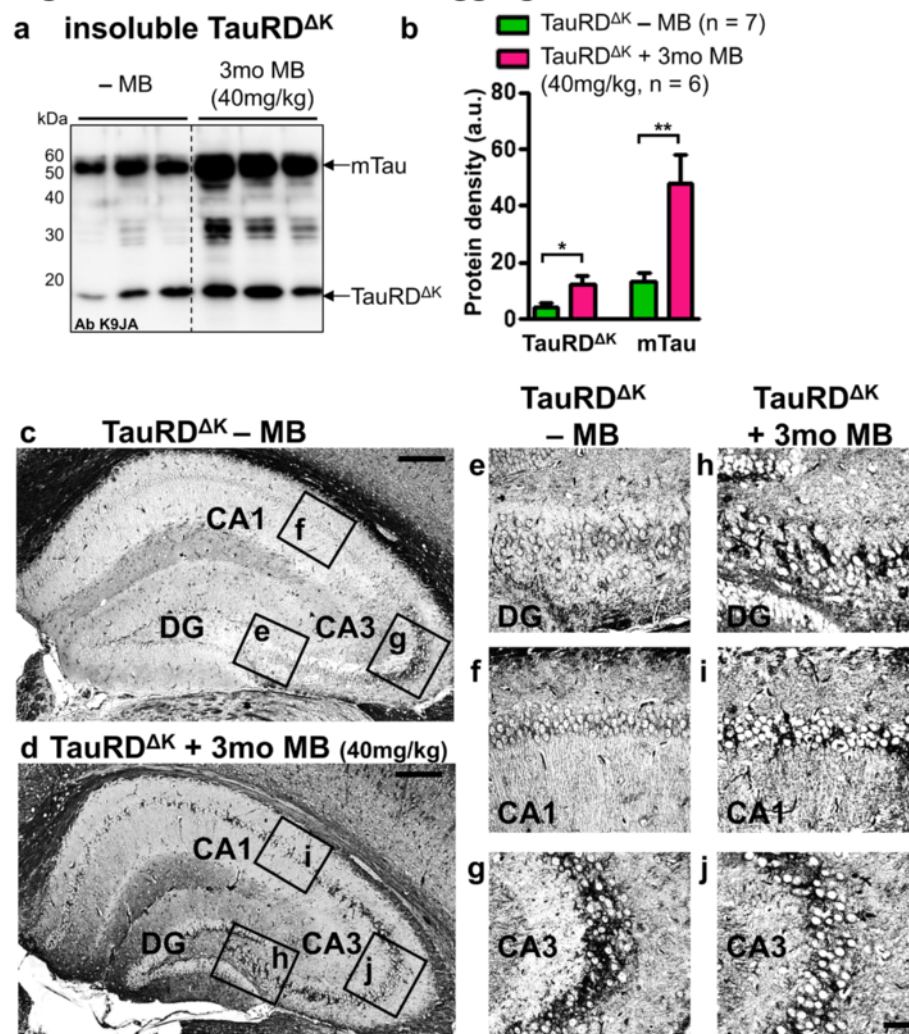 a insoluble TauRDΔK
– MB
3mo MB
(40mg/kg)
kDa
60
50
40
30
20
mTau
TauRDΔK
Ab K9JA
b
TauRDΔK – MB (n = 7)
TauRDΔK + 3mo MB
(40mg/kg, n = 6)
Protein density (a.u.)
80
60
40
20
0
*
**
TauRDΔK mTau
c TauRDΔK – MB
CA1
f
DG
e
CA3
g
d TauRDΔK + 3mo MB (40mg/kg)
CA1
i
DG
h
CA3
j
TauRDΔK
– MB
TauRDΔK
+ 3mo MB
e
DG
h
DG
f
CA1
i
CA1
g
CA3
j
CA3